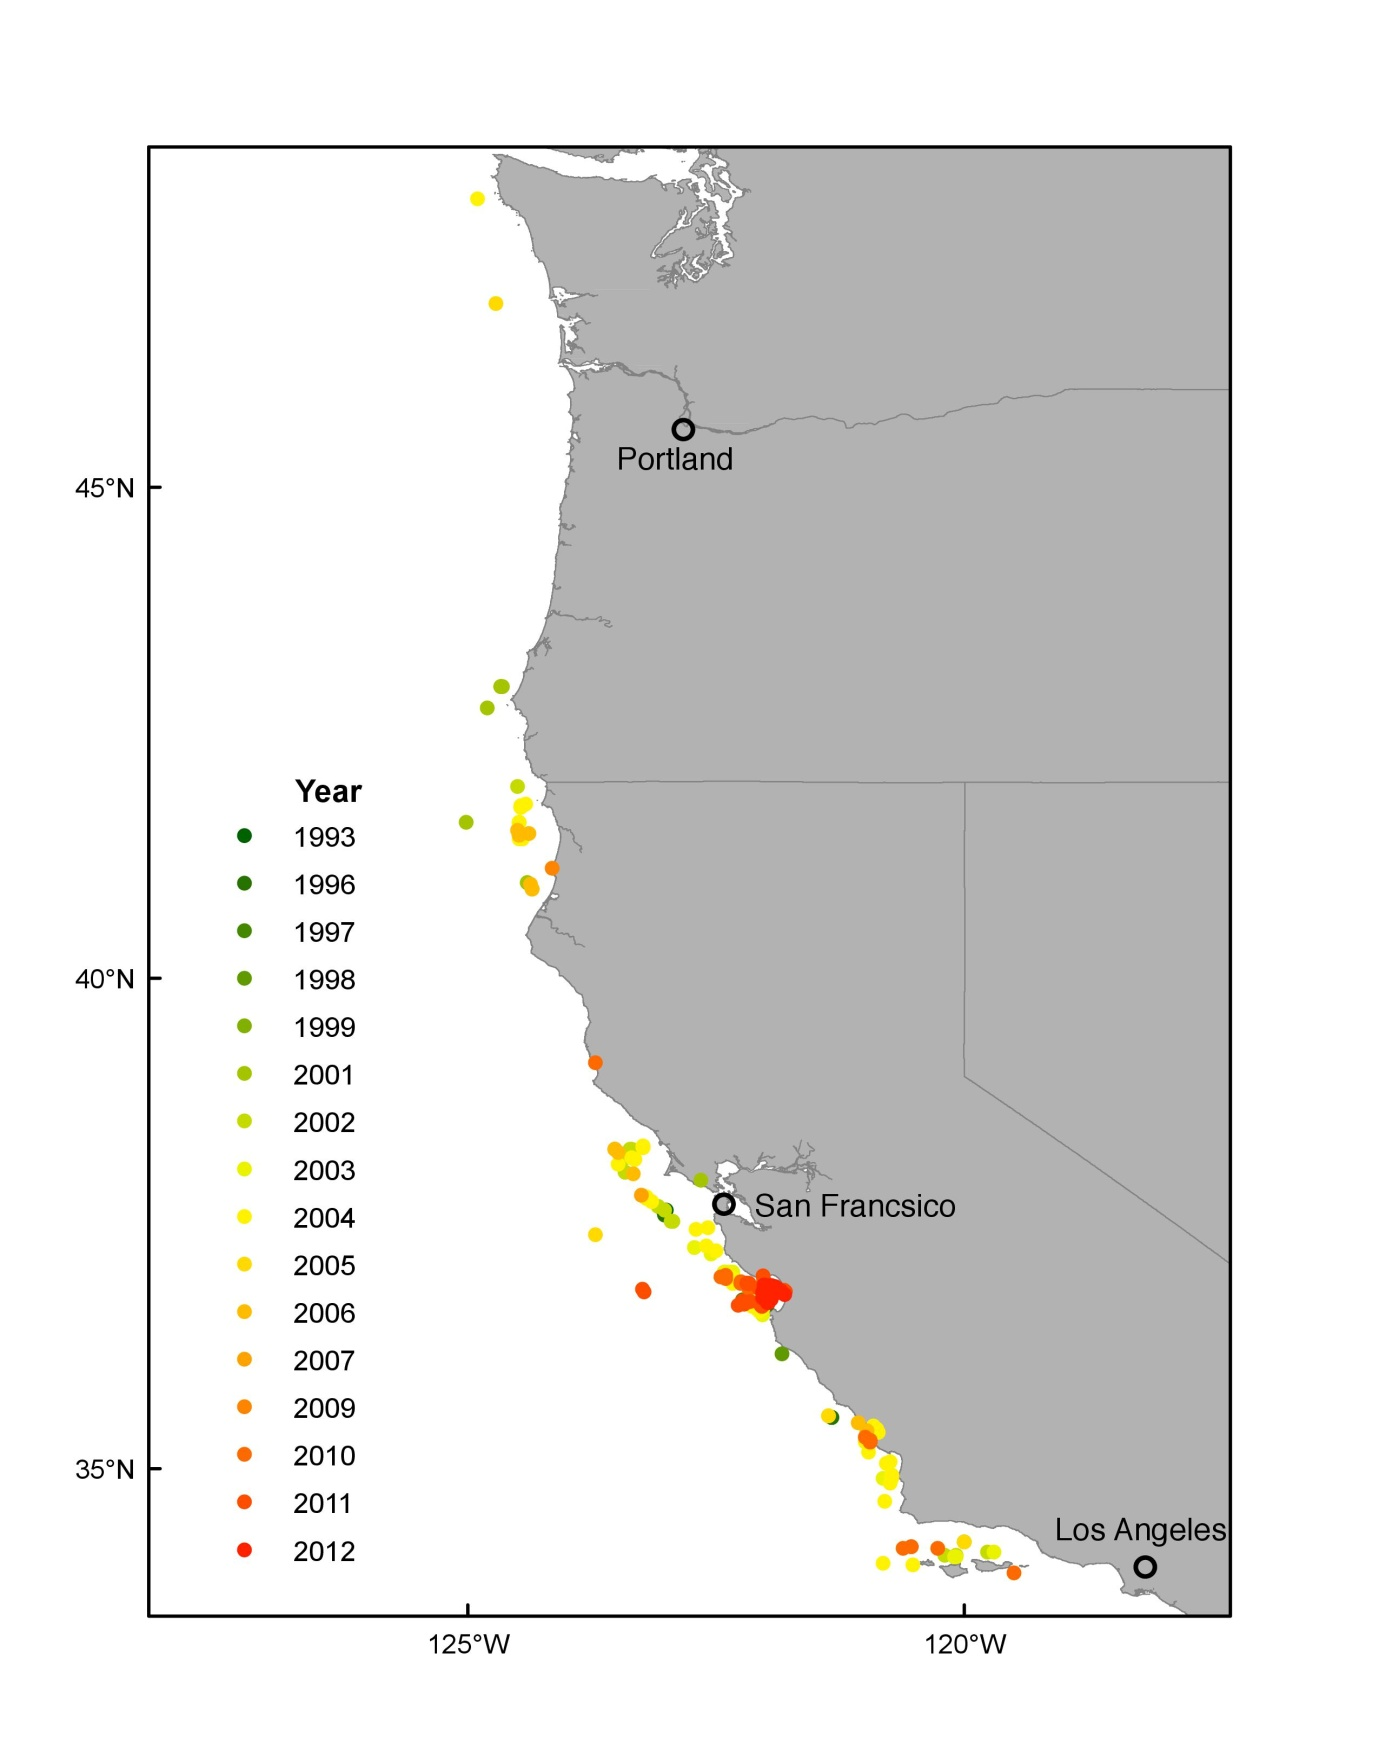 Portland
45°N
Year
1993
1996
1997
40°N
1998
1999
2001
2002
2003
San Francsico
2004
2005
2006
2007
2009
2010
35°N
2011
Los Angeles
2012
125°W
120°W